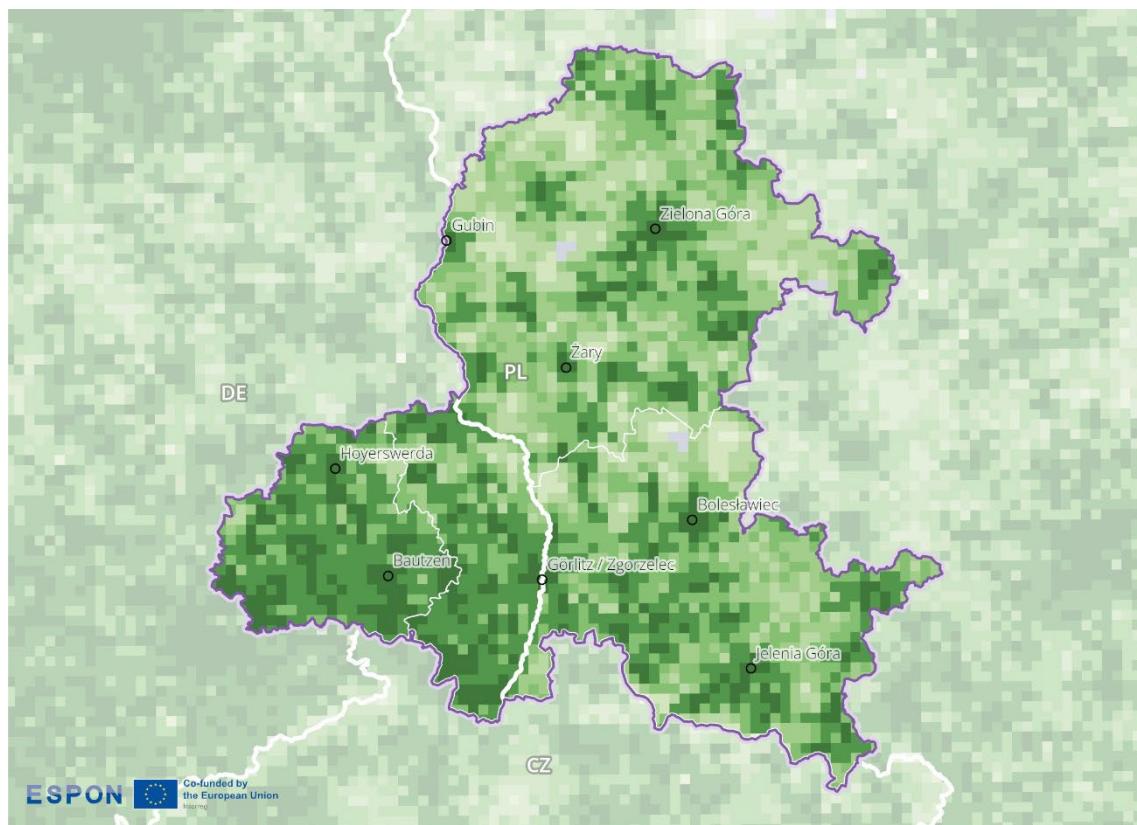 Zielona Góra
Gubin
Żary
PL
DE
Hoyerswerda
Bolesławiec
Bautzen
Görlitz / Zgorzelec
Jelenia Góra
CZ
ESPON
Co-funded by
the European Union
Interreg